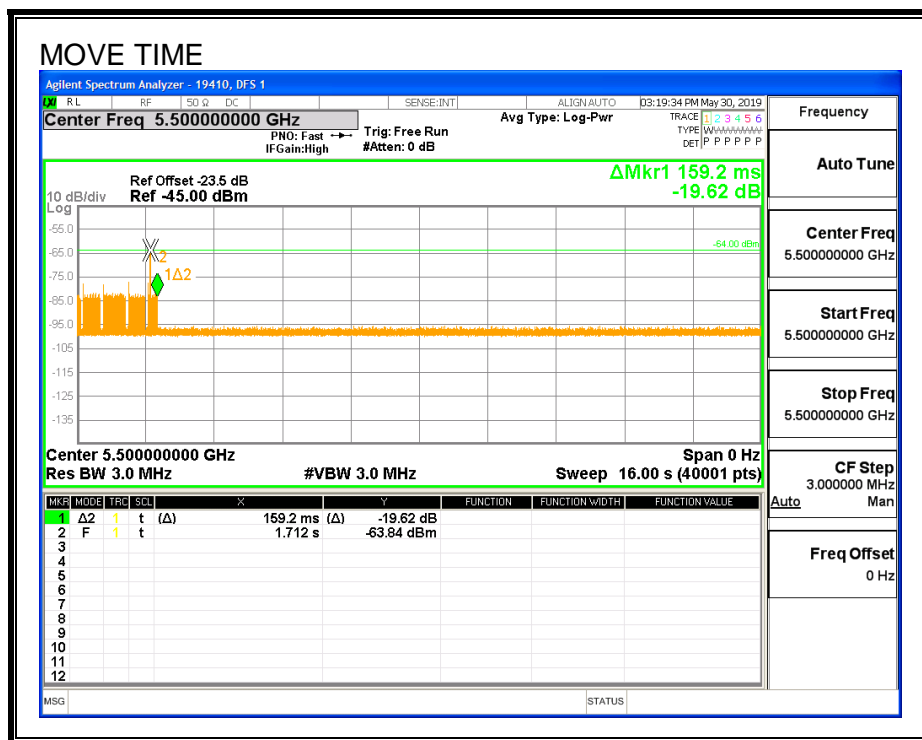 MOVE TIME
Agilent Spectrum Analyzer - 19410, DFS 1
LXI RL RF 50 Ω DC SENSE:INT ALIGN AUTO 03:19:34 PM May 30, 2019
Center Freq 5.500000000 GHz
PNO: Fast
IFGain:High
Trig: Free Run
#Atten: 0 dB
Avg Type: Log-Pwr
TRACE 1 2 3 4 5 6
TYPE
DET P P P P P P
10 dB/div
Log
Ref Offset -23.5 dB
Ref -45.00 dBm
ΔMkr1 159.2 ms
-19.62 dB
-55.0
-65.0
-75.0
-85.0
-95.0
-105
-115
-125
-135
-64.00 dBm
2
1Δ2
Center 5.500000000 GHz Span 0 Hz
Res BW 3.0 MHz #VBW 3.0 MHz Sweep 16.00 s (40001 pts)
MKR MODE TRC SCL X Y FUNCTION FUNCTION WIDTH FUNCTION VALUE
1 Δ2 1 t (Δ) 159.2 ms (Δ) -19.62 dB
2 F 1 t 1.712 s -63.84 dBm
3
4
5
6
7
8
9
10
11
12
MSG STATUS
Frequency
Auto Tune
Center Freq
5.500000000 GHz
Start Freq
5.500000000 GHz
Stop Freq
5.500000000 GHz
CF Step
3.000000 MHz
Auto Man
Freq Offset
0 Hz